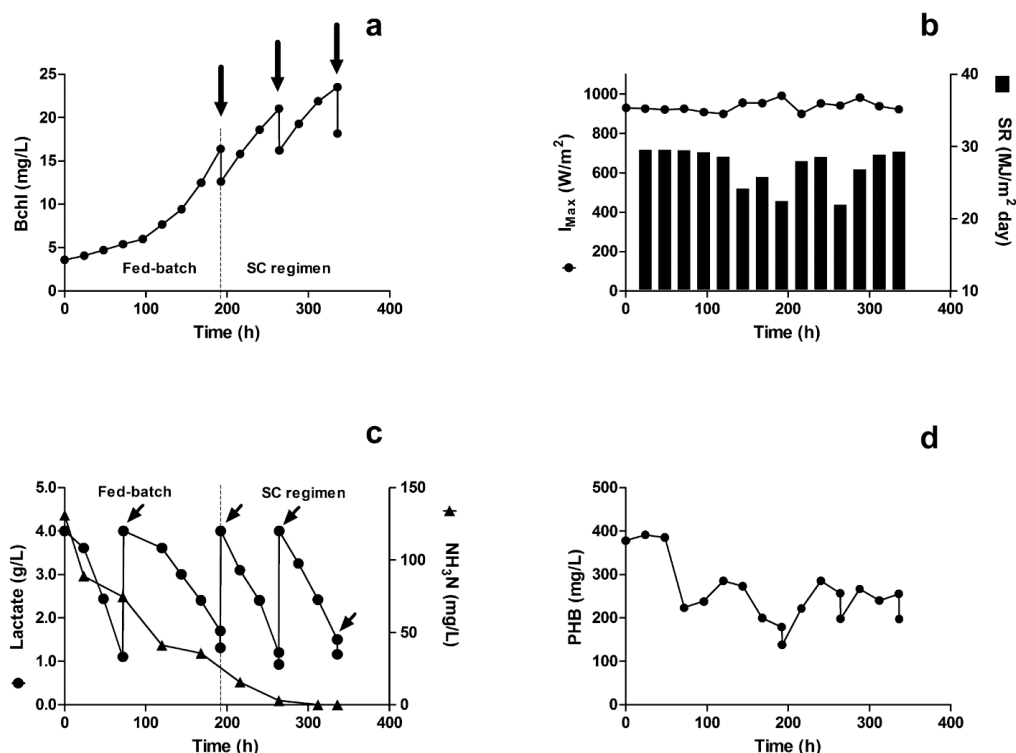 a
25
20
15
10
5
0
Bchl (mg/L)
Fed-batch
SC regimen
0 100 200 300 400
Time (h)
b
1000
800
600
400
200
0
I_Max (W/m²)
40
30
20
10
SR (MJ/m² day)
0 100 200 300 400
Time (h)
c
5.0
4.0
3.0
2.0
1.0
0.0
Lactate (g/L)
Fed-batch
SC regimen
150
100
50
0
NH₃N (mg/L)
0 100 200 300 400
Time (h)
d
500
400
300
200
100
0
PHB (mg/L)
0 100 200 300 400
Time (h)